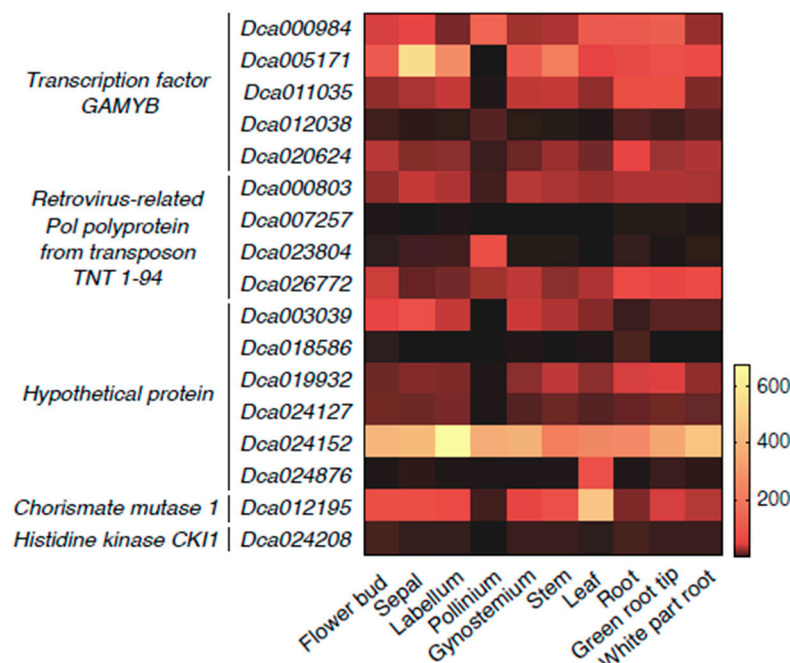 Transcription factor
GAMYB
Dca000984
Dca005171
Dca011035
Dca012038
Dca020624
Retrovirus-related
Pol polyprotein
from transposon
TNT 1-94
Dca000803
Dca007257
Dca023804
Dca026772
Hypothetical protein
Dca003039
Dca018586
Dca019932
Dca024127
Dca024152
Dca024876
Chorismate mutase 1
Dca012195
Histidine kinase CKI1
Dca024208
600
400
200
Flower bud
Sepal
Labellum
Pollinium
Gynostemium
Stem
Leaf
Root
Green root tip
White part root